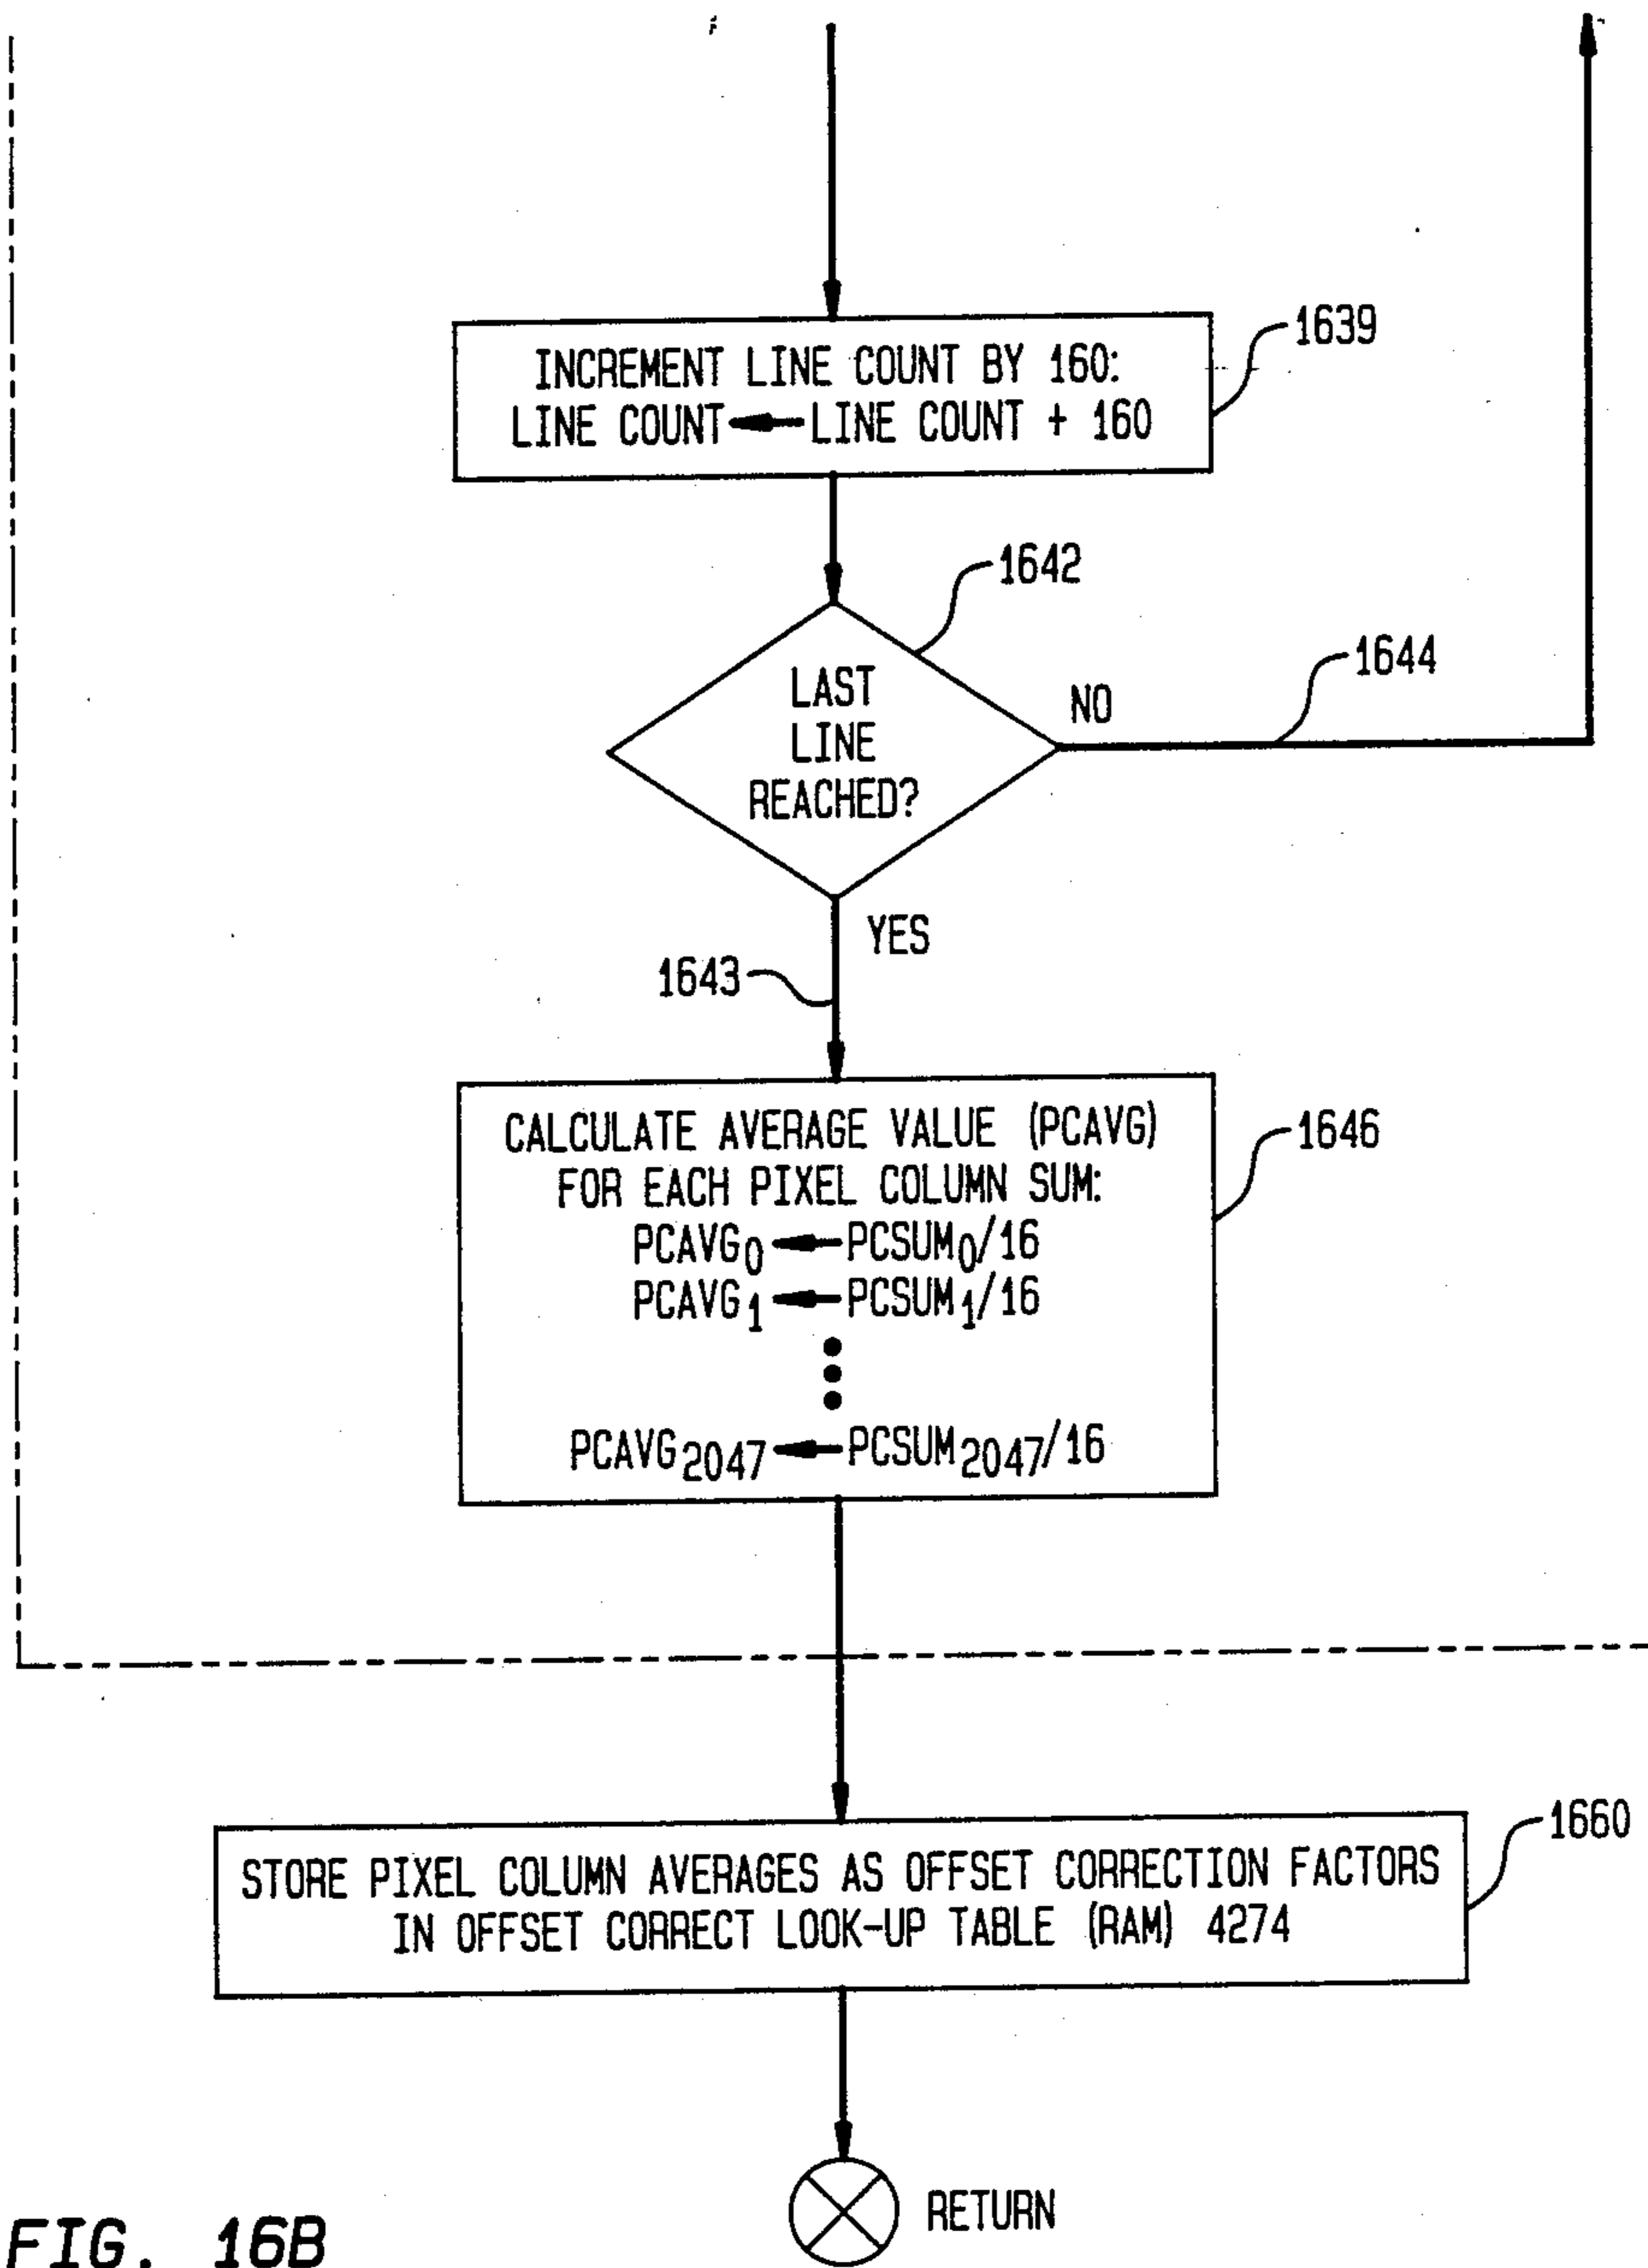 1639
INCREMENT LINE COUNT BY 160:
LINE COUNT ← LINE COUNT + 160
1642
LAST
LINE
REACHED?
NO
1644
YES
1643
CALCULATE AVERAGE VALUE (PCAVG)
FOR EACH PIXEL COLUMN SUM:
PCAVG0 ← PCSUM0/16
PCAVG1 ← PCSUM1/16
PCAVG2047 ← PCSUM2047/16
1646
1660
STORE PIXEL COLUMN AVERAGES AS OFFSET CORRECTION FACTORS
IN OFFSET CORRECT LOOK-UP TABLE (RAM) 4274
RETURN
FIG. 16B